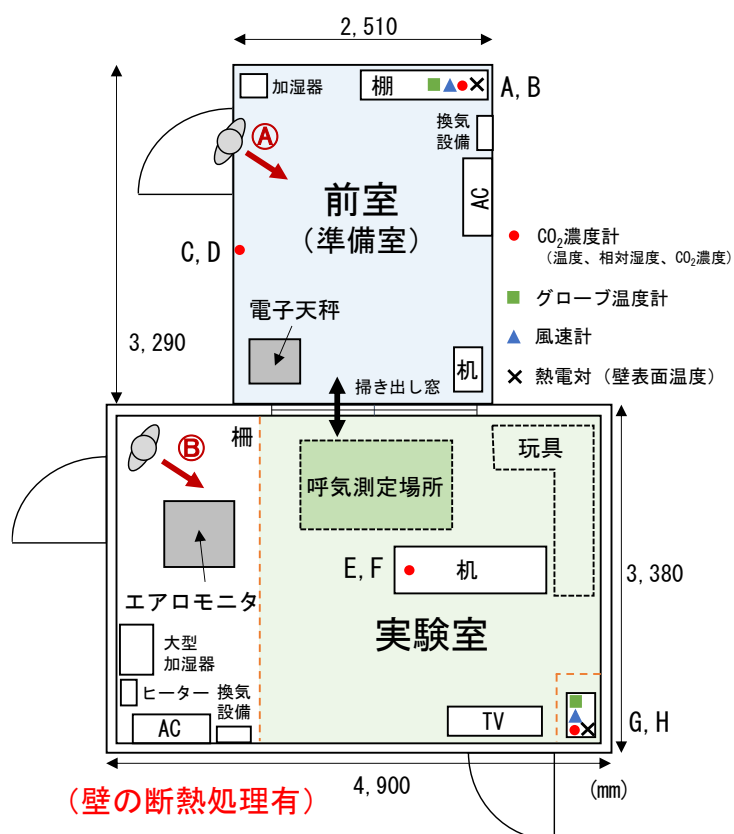 2,510
加湿器
棚
A, B
Ⓐ
換気
設備
前室
(準備室)
AC
C, D
CO₂濃度計
(温度、相対湿度、CO₂濃度)
グローブ温度計
電子天秤
風速計
3,290
机
熱電対(壁表面温度)
掃き出し窓
柵
Ⓑ
玩具
呼気測定場所
E, F
机
3,380
エアロモニタ
実験室
大型
加湿器
ヒーター
換気
設備
AC
TV
G, H
4,900
(mm)
(壁の断熱処理有)